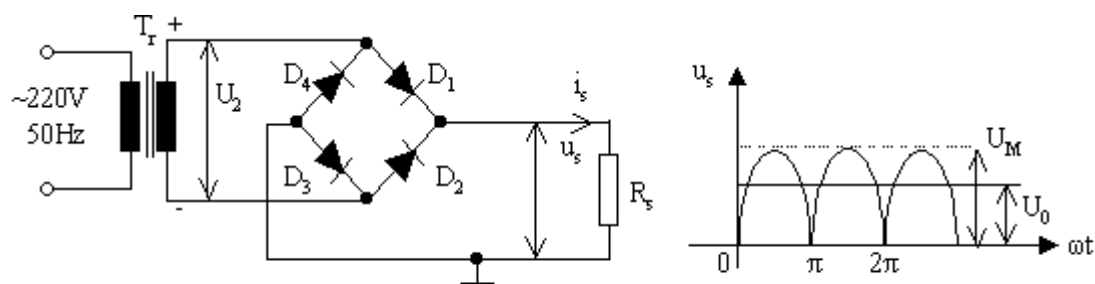 ~220V
50Hz
Tr
+
-
U2
D4
D1
D3
D2
is
us
Rs
us
UM
U0
0
π
2π
ωt